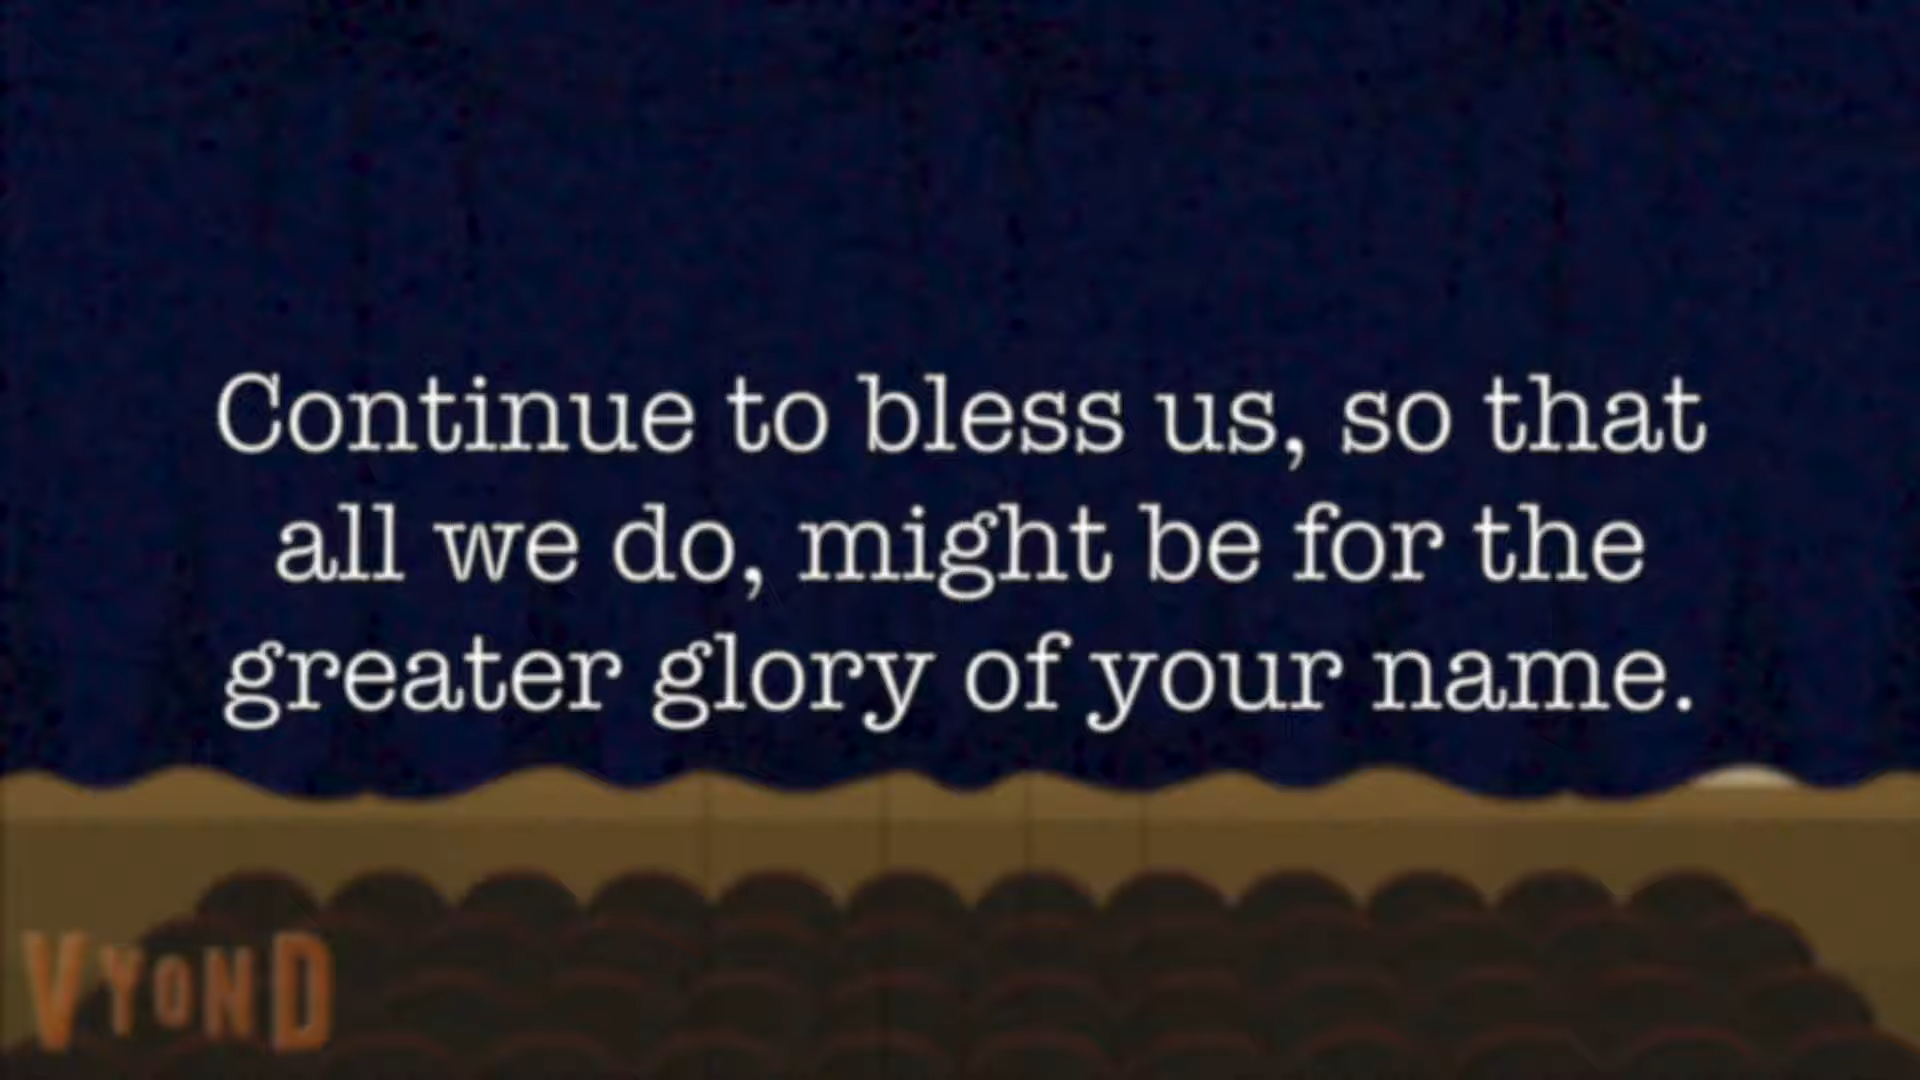 Continue to bless us, so that
all we do, might be for the
greater glory of your name.
VYOND